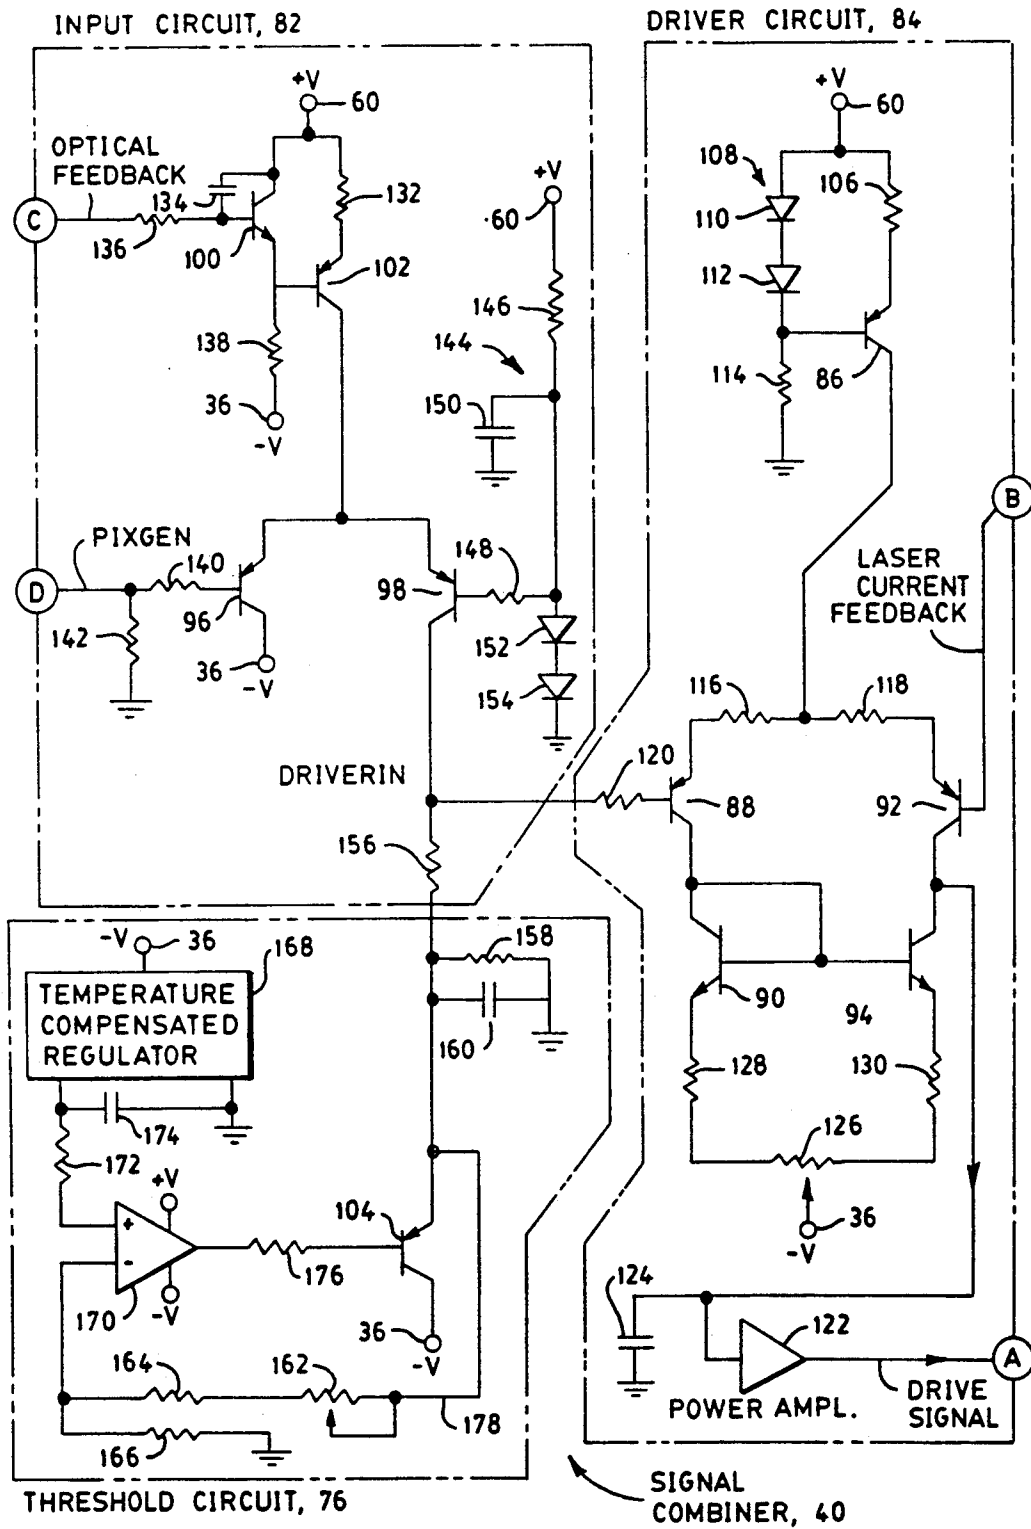 INPUT CIRCUIT, 82
DRIVER CIRCUIT, 84
+V
60
OPTICAL
FEEDBACK
134
132
C
136
100
102
138
36
-V
+V
.60
146
144
150
PIXGEN
140
D
142
96
36
-V
98
148
152
154
DRIVERIN
156
+V
60
108
106
110
112
114
86
B
LASER
CURRENT
FEEDBACK
116
118
120
88
92
90
94
128
130
126
36
-V
124
122
POWER AMPL.
DRIVE
SIGNAL
A
-V
36
168
TEMPERATURE
COMPENSATED
REGULATOR
158
160
174
172
+V
+
-
170
-V
104
176
36
-V
164
162
166
178
THRESHOLD CIRCUIT, 76
SIGNAL
COMBINER, 40